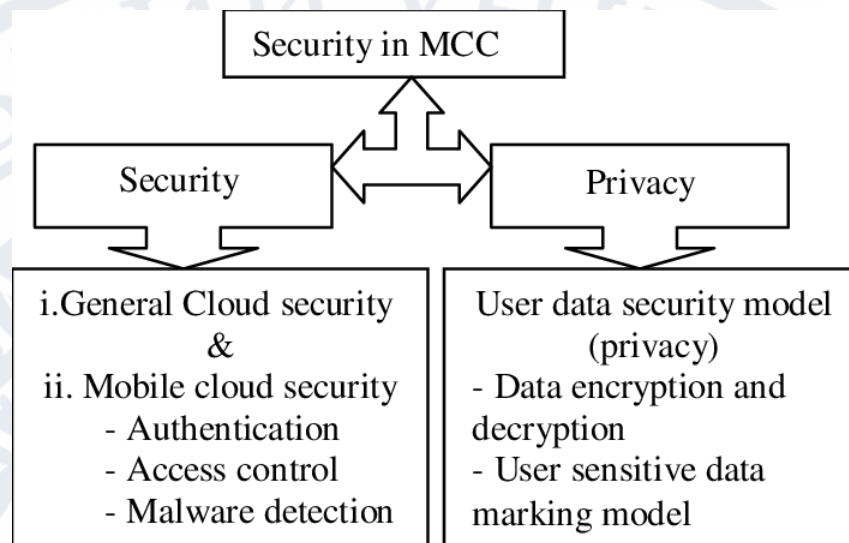 Security in MCC
Security
Privacy
i.General Cloud security
&
ii. Mobile cloud security
- Authentication
- Access control
- Malware detection
User data security model
(privacy)
- Data encryption and
decryption
- User sensitive data
marking model